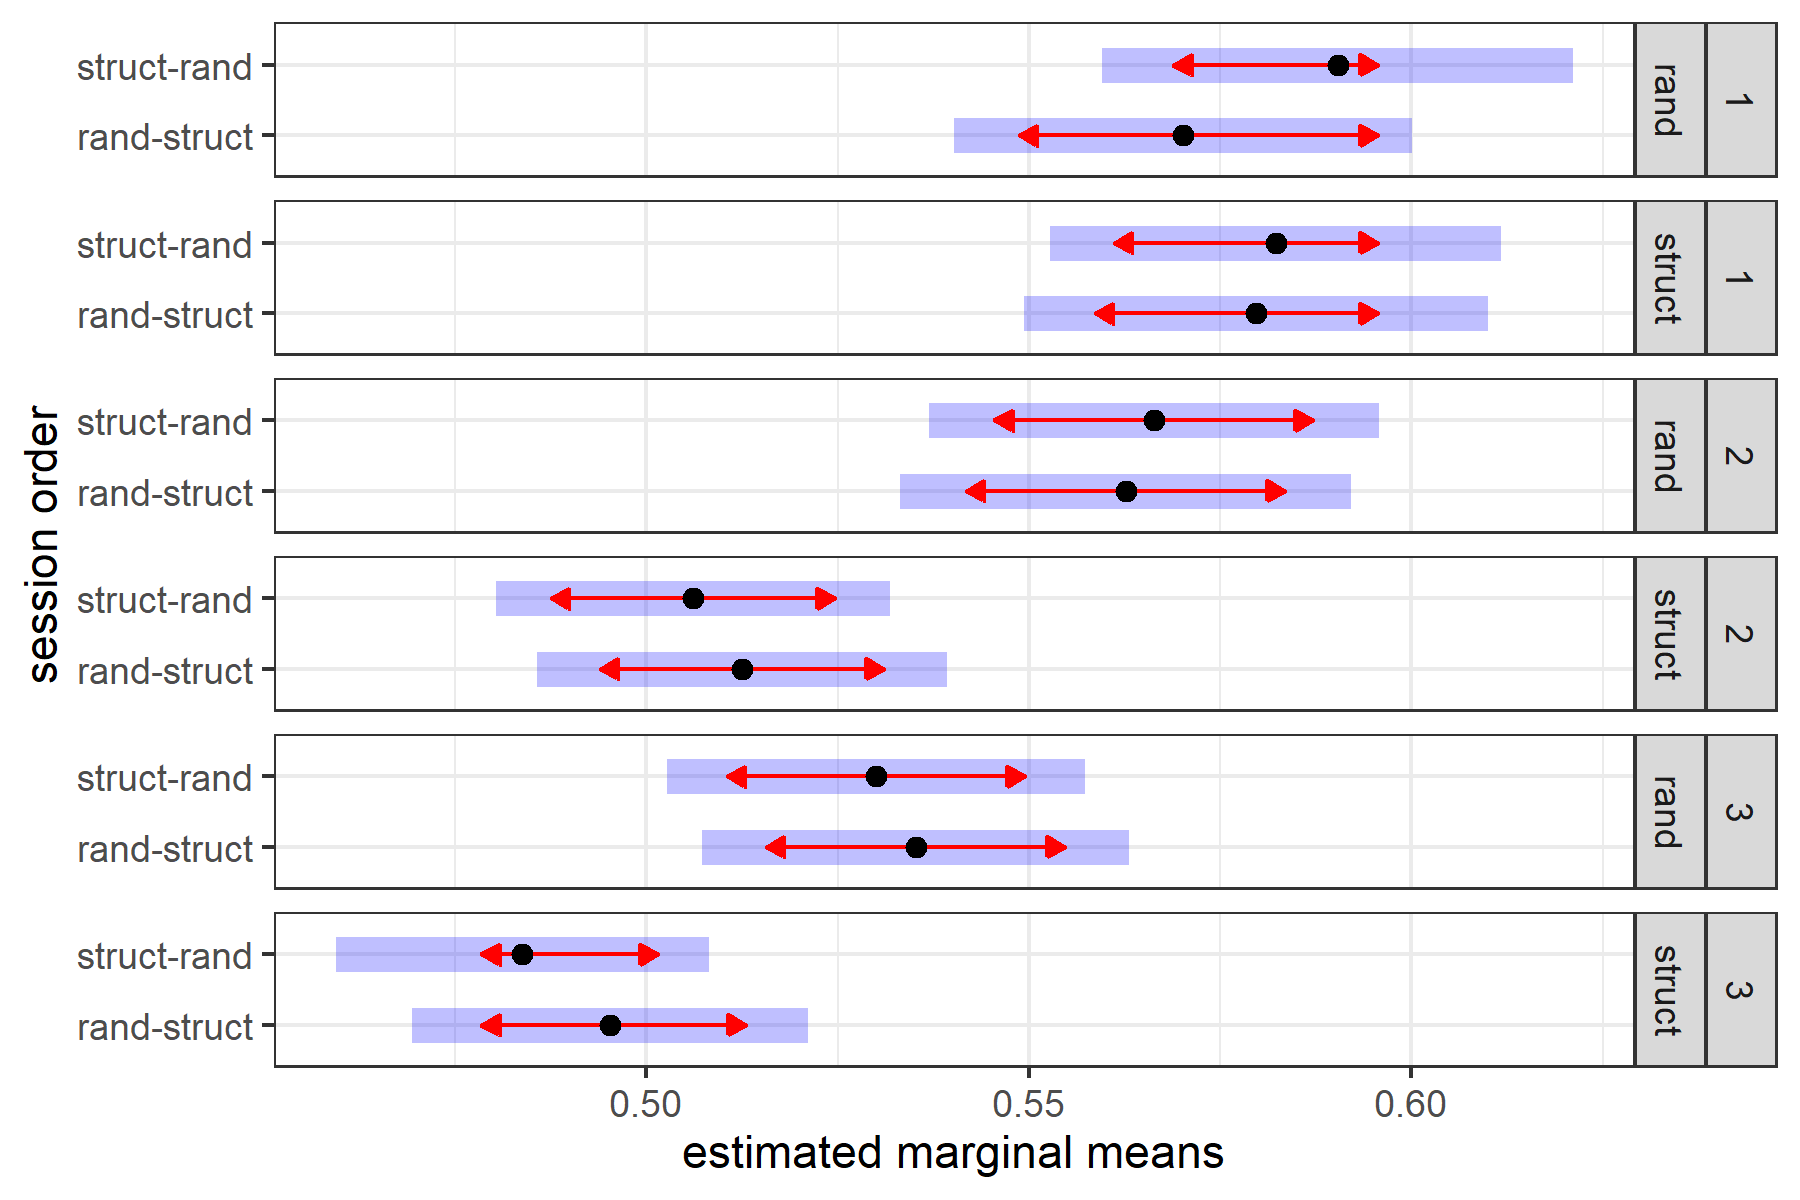 session order
struct-rand
rand-struct
rand
1
struct-rand
rand-struct
struct
1
struct-rand
rand-struct
rand
2
struct-rand
rand-struct
struct
2
struct-rand
rand-struct
rand
3
struct-rand
rand-struct
struct
3
0.50 0.55 0.60
estimated marginal means